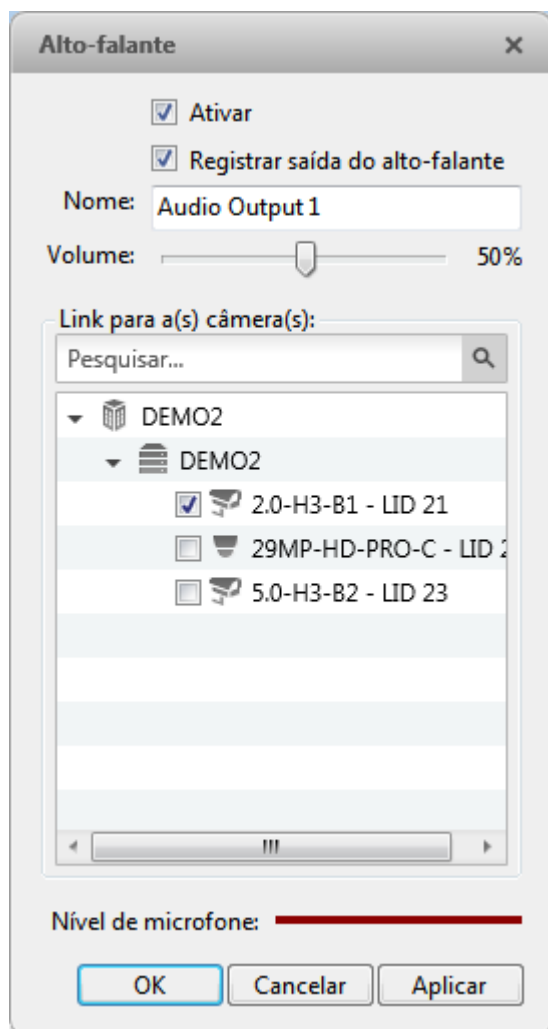 Alto-falante
Ativar
Registrar saída do alto-falante
Nome: Audio Output 1
Volume: 50%
Link para a(s) câmera(s):
Pesquisar...
DEMO2
DEMO2
2.0-H3-B1 - LID 21
29MP-HD-PRO-C - LID
5.0-H3-B2 - LID 23
Nível de microfone:
OK Cancelar Aplicar